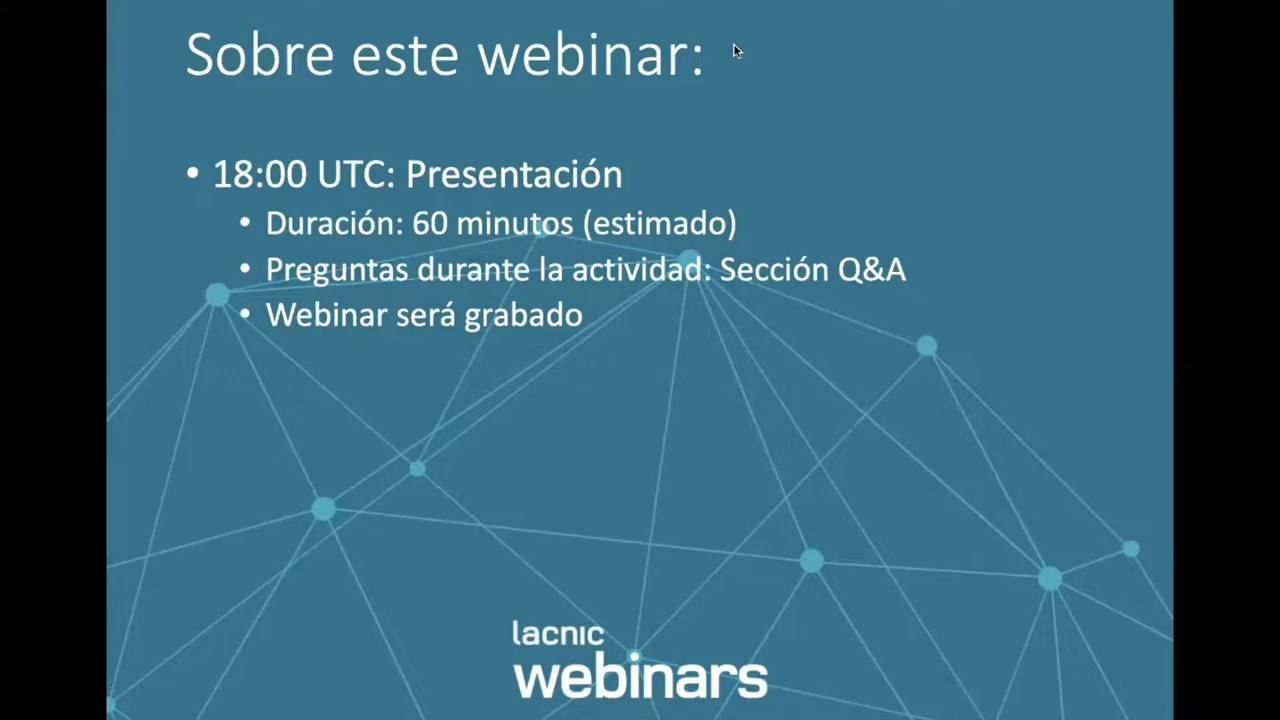 Sobre este webinar:
• 18:00 UTC: Presentación
• Duración: 60 minutos (estimado)
• Preguntas durante la actividad: Sección Q&A
• Webinar será grabado
lacnic
webinars